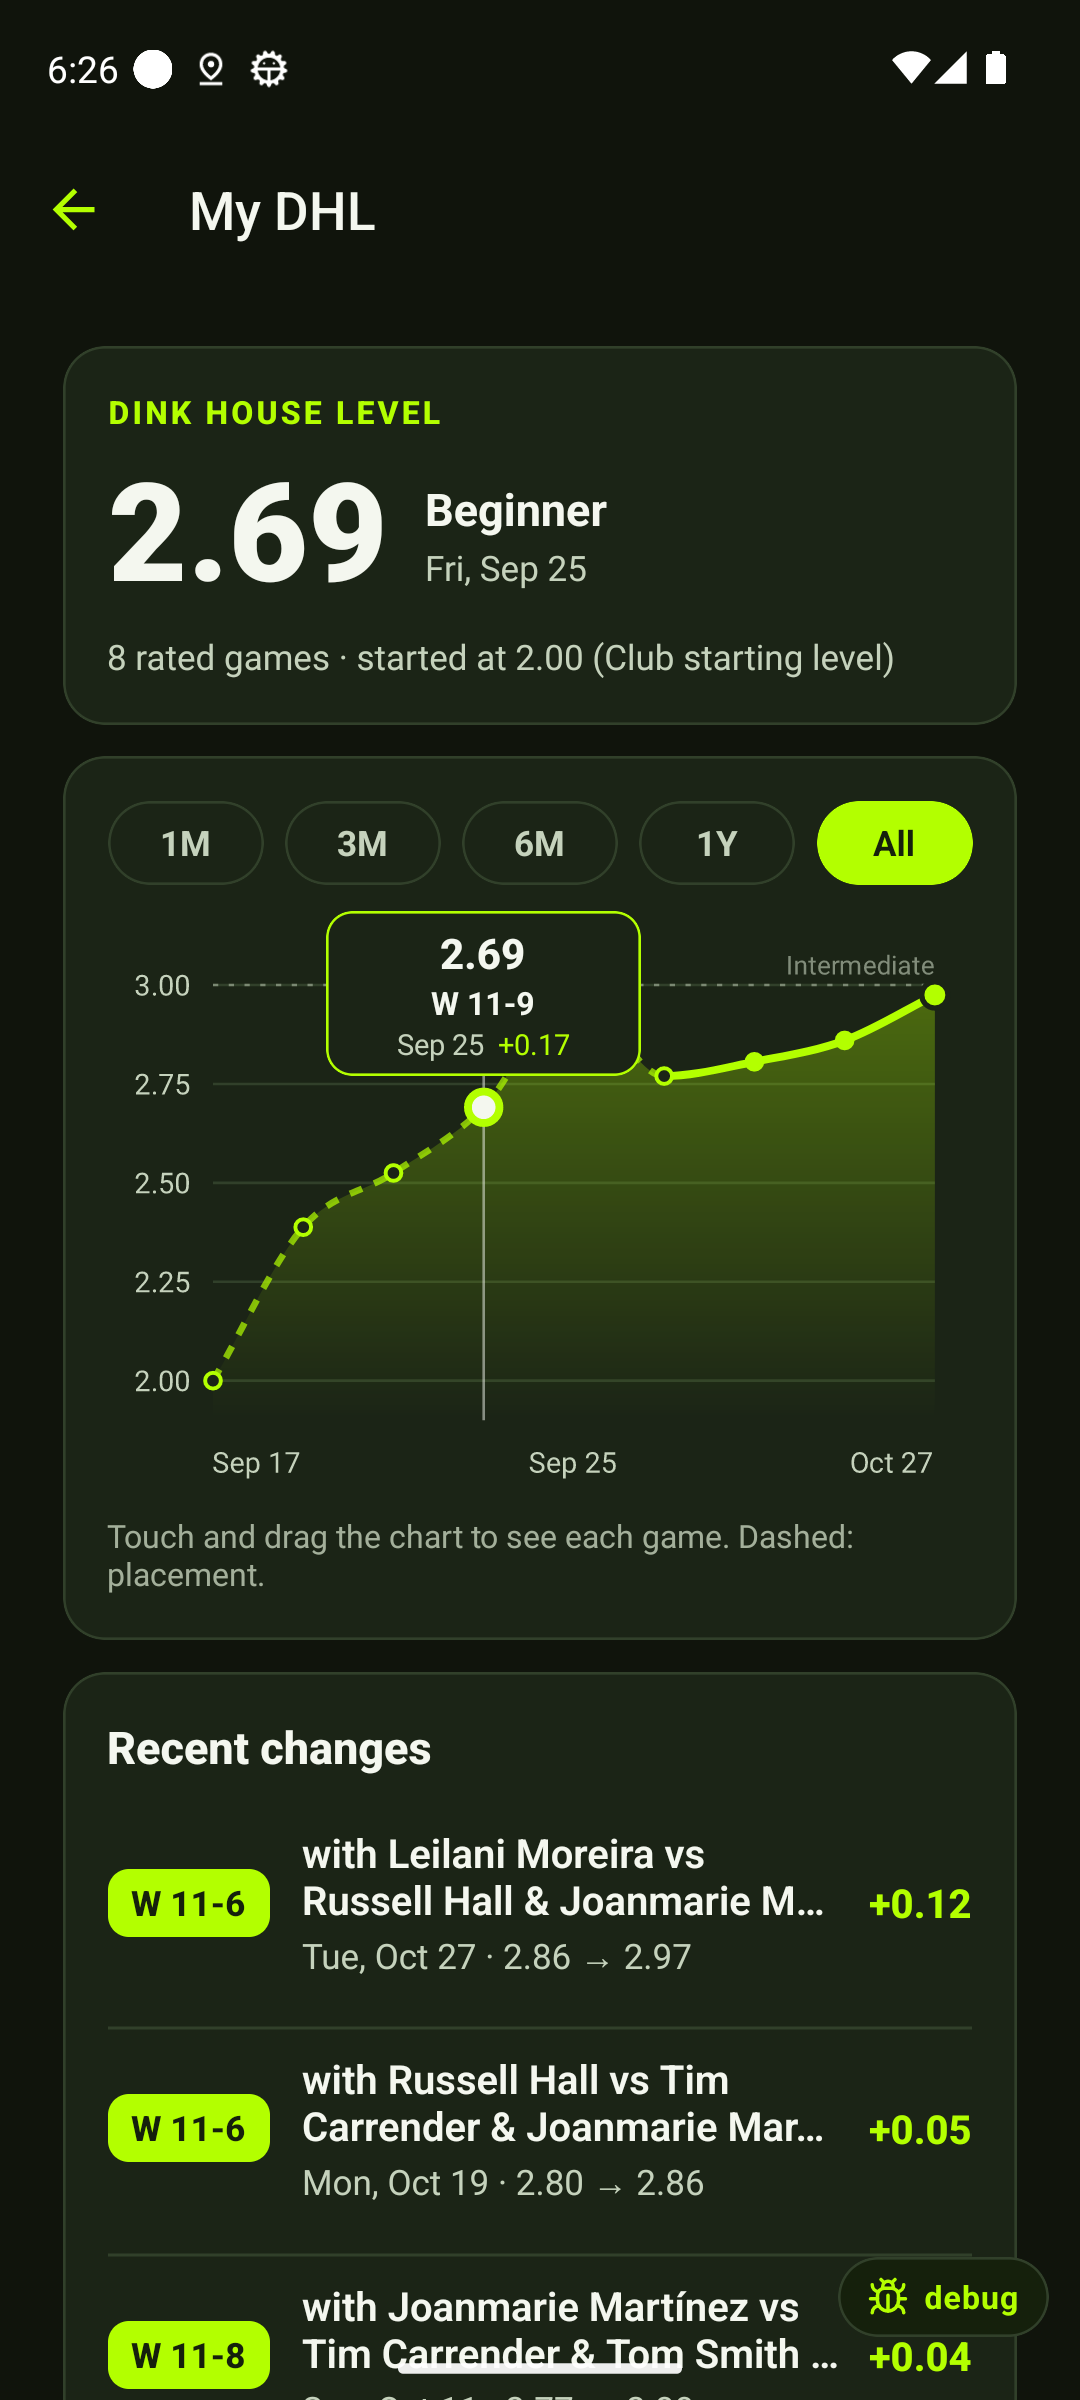 6:26
My DHL
DINK HOUSE LEVEL
2.69
Beginner
Fri, Sep 25
8 rated games · started at 2.00 (Club starting level)
1M
3M
6M
1Y
All
2.69
W 11-9
Sep 25 +0.17
Intermediate
3.00
2.75
2.50
2.25
2.00
Sep 17
Sep 25
Oct 27
Touch and drag the chart to see each game. Dashed:
placement.
Recent changes
with Leilani Moreira vs
W 11-6
Russell Hall & Joanmarie M...
+0.12
Tue, Oct 27 · 2.86 → 2.97
with Russell Hall vs Tim
W 11-6
Carrender & Joanmarie Mar...
+0.05
Mon, Oct 19 · 2.80 → 2.86
debug
with Joanmarie Martínez vs
W 11-8
Tim Carrender & Tom Smith ...
+0.04